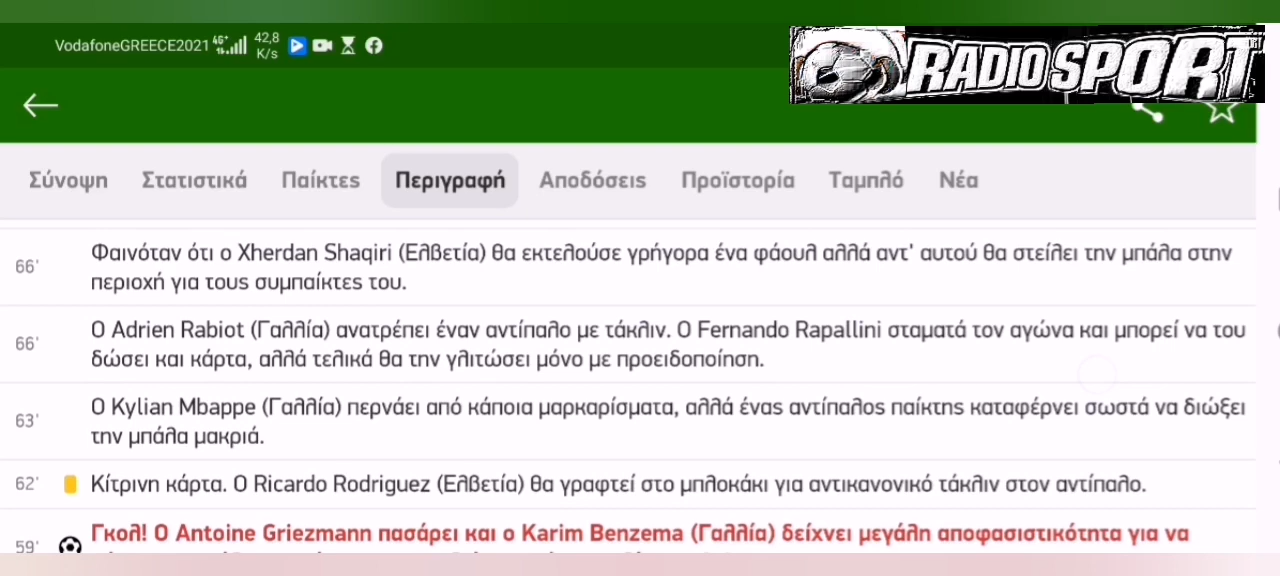 VodafoneGREECE2021 4G+ 42,8 K/s
RADIO SPORT
Σύνοψη Στατιστικά Παίκτες Περιγραφή Αποδόσεις Προϊστορία Ταμπλό Νέα
66' Φαινόταν ότι ο Xherdan Shaqiri (Ελβετία) θα εκτελούσε γρήγορα ένα φάουλ αλλά αντ' αυτού θα στείλει την μπάλα στην
περιοχή για τους συμπαίκτες του.
66' Ο Adrien Rabiot (Γαλλία) ανατρέπει έναν αντίπαλο με τάκλιν. Ο Fernando Rapallini σταματά τον αγώνα και μπορεί να του
δώσει και κάρτα, αλλά τελικά θα την γλιτώσει μόνο με προειδοποίηση.
63' Ο Kylian Mbappe (Γαλλία) περνάει από κάποια μαρκαρίσματα, αλλά ένας αντίπαλος παίκτης καταφέρνει σωστά να διώξει
την μπάλα μακριά.
62' Κίτρινη κάρτα. Ο Ricardo Rodriguez (Ελβετία) θα γραφτεί στο μπλοκάκι για αντικανονικό τάκλιν στον αντίπαλο.
59' Γκολ! Ο Antoine Griezmann πασάρει και ο Karim Benzema (Γαλλία) δείχνει μεγάλη αποφασιστικότητα για να